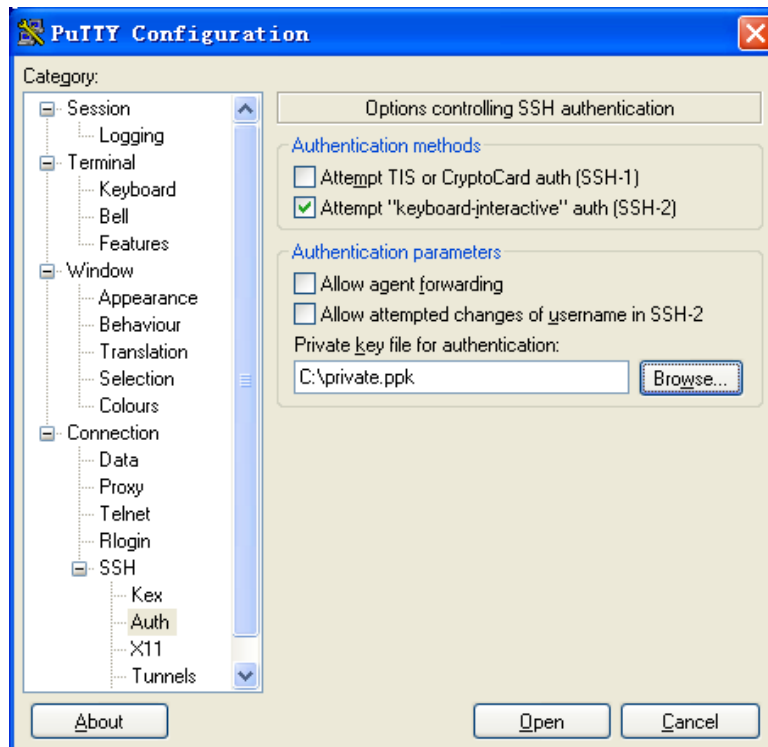 PuTTY Configuration
Category:
Session
Logging
Terminal
Keyboard
Bell
Features
Window
Appearance
Behaviour
Translation
Selection
Colours
Connection
Data
Proxy
Telnet
Rlogin
SSH
Kex
Auth
X11
Tunnels
Options controlling SSH authentication
Authentication methods
Attempt TIS or CryptoCard auth (SSH-1)
Attempt "keyboard-interactive" auth (SSH-2)
Authentication parameters
Allow agent forwarding
Allow attempted changes of username in SSH-2
Private key file for authentication:
C:\private.ppk Browse...
About Open Cancel